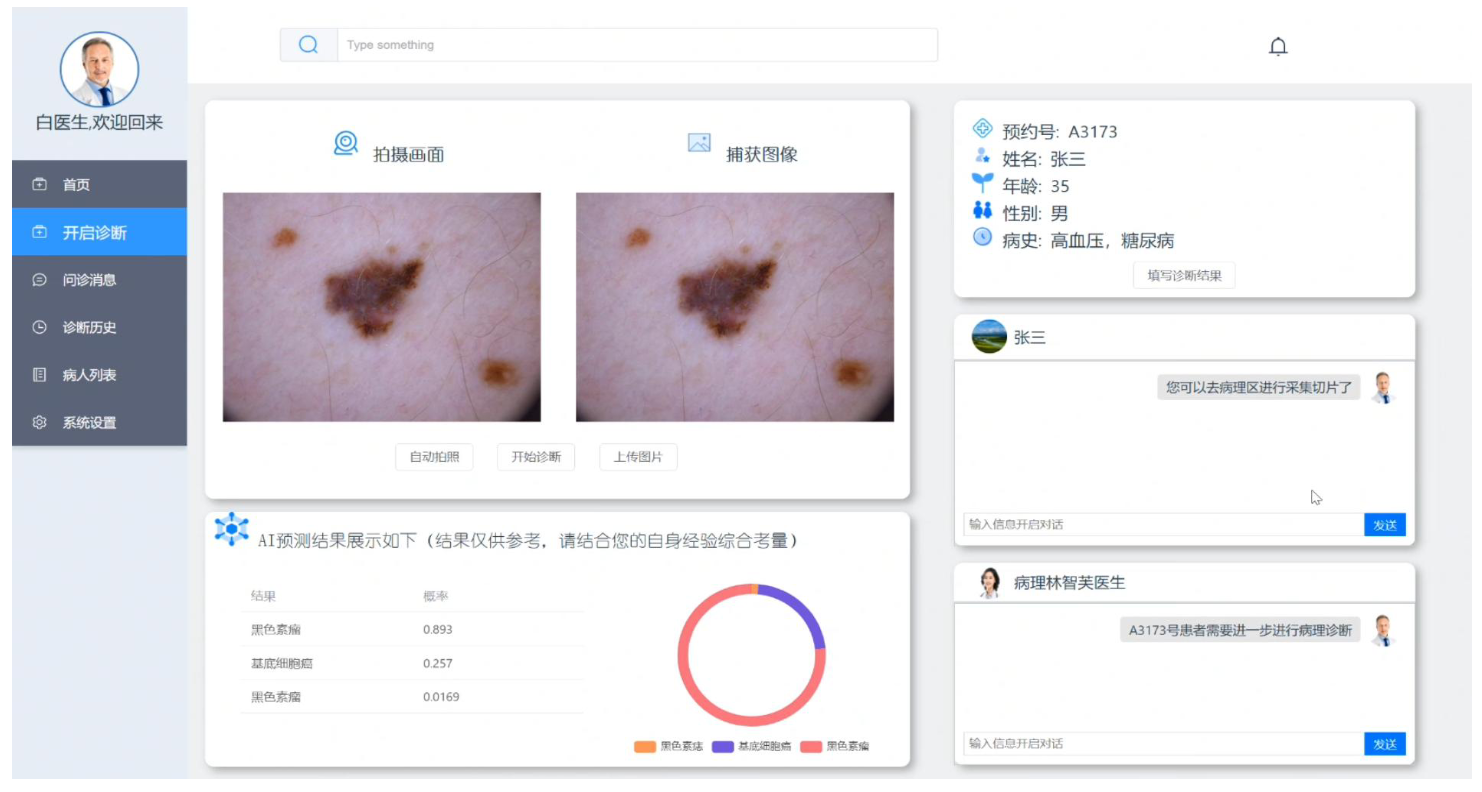 Type something
白医生,欢迎回来
首页
开启诊断
问诊消息
诊断历史
病人列表
系统设置
拍摄画面
捕获图像
自动拍照
开始诊断
上传图片
AI预测结果展示如下（结果仅供参考，请结合您的自身经验综合考量）
结果 概率
黑色素瘤 0.893
基底细胞癌 0.257
黑色素瘤 0.0169
黑色素痣 基底细胞癌 黑色素瘤
预约号: A3173
姓名: 张三
年龄: 35
性别: 男
病史: 高血压，糖尿病
填写诊断结果
张三
您可以去病理区进行采集切片了
输入信息开启对话
发送
病理林智芙医生
A3173号患者需要进一步进行病理诊断
输入信息开启对话
发送